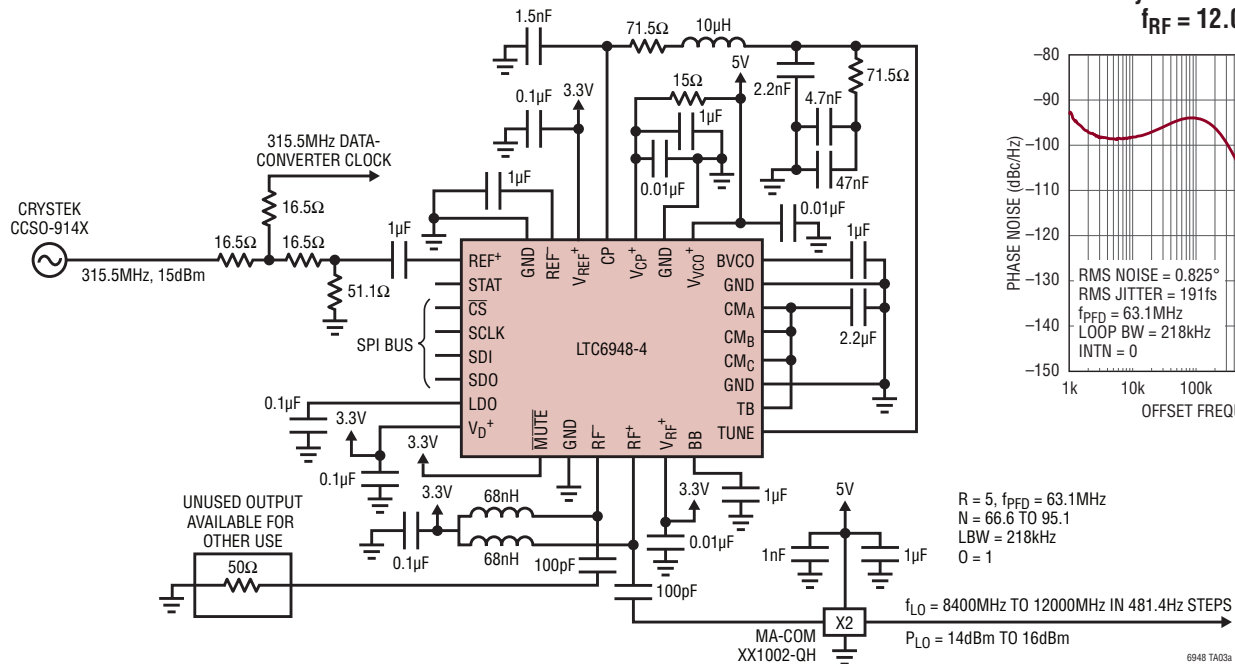 f_RF = 12.0
1.5nF
71.5Ω
10µH
5V
15Ω
2.2nF
71.5Ω
0.1µF
3.3V
1µF
4.7nF
0.01µF
47nF
315.5MHz DATA-
CONVERTER CLOCK
1µF
0.01µF
16.5Ω
CRYSTEK
CCSO-914X
16.5Ω
16.5Ω
1µF
1µF
315.5MHz, 15dBm
51.1Ω
REF+
GND
REF–
VREF+
CP
VCP+
GND
VVCO+
BVCO
STAT
GND
CS
CMA
SPI BUS
SCLK
CMB
2.2µF
SDI
LTC6948-4
CMC
SDO
GND
0.1µF
LDO
TB
3.3V
VD+
MUTE
GND
RF–
RF+
VRF+
BB
TUNE
3.3V
0.1µF
3.3V
3.3V
1µF
UNUSED OUTPUT
AVAILABLE FOR
OTHER USE
68nH
68nH
0.1µF
0.01µF
50Ω
100pF
100pF
5V
1nF
1µF
X2
MA-COM
XX1002-QH
R = 5, fPFD = 63.1MHz
N = 66.6 TO 95.1
LBW = 218kHz
O = 1
fLO = 8400MHz TO 12000MHz IN 481.4Hz STEPS
PLO = 14dBm TO 16dBm
6948 TA03a
PHASE NOISE (dBc/Hz)
–80
–90
–100
–110
–120
–130
–140
–150
RMS NOISE = 0.825°
RMS JITTER = 191fs
fPFD = 63.1MHz
LOOP BW = 218kHz
INTN = 0
1k
10k
100k
OFFSET FREQU